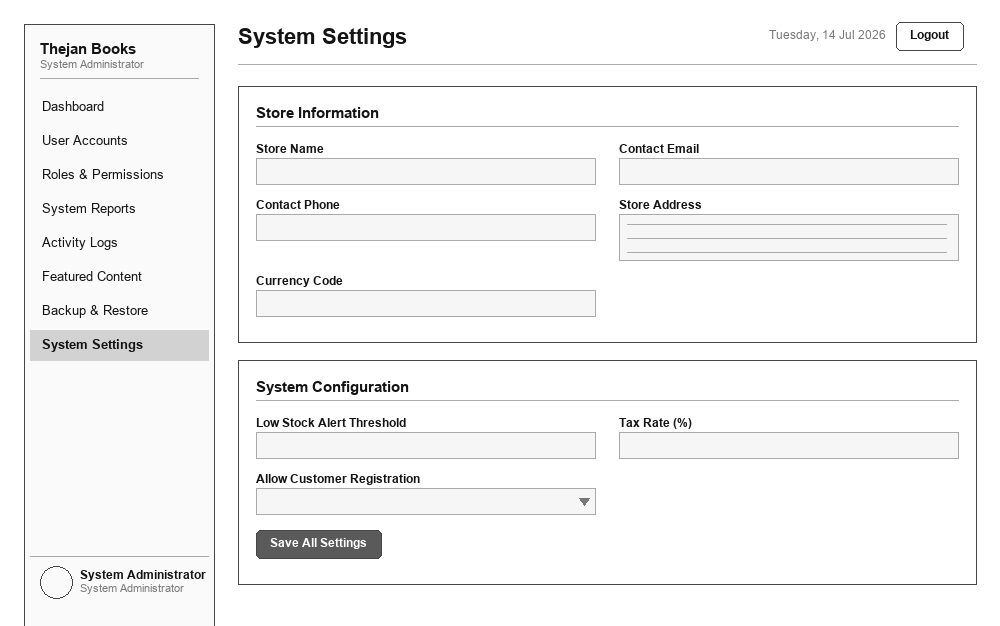 Thejan Books
System Administrator
Dashboard
User Accounts
Roles & Permissions
System Reports
Activity Logs
Featured Content
Backup & Restore
System Settings
System Administrator
System Administrator
System Settings
Tuesday, 14 Jul 2026
Logout
Store Information
Store Name
Contact Email
Contact Phone
Store Address
Currency Code
System Configuration
Low Stock Alert Threshold
Tax Rate (%)
Allow Customer Registration
Save All Settings